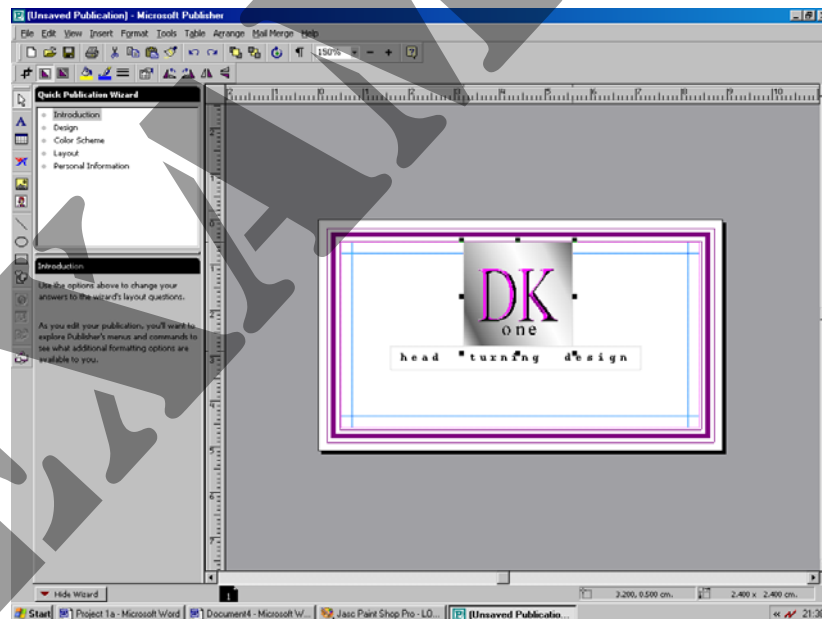 [Unsaved Publication] - Microsoft Publisher
File Edit View Insert Format Tools Table Arrange Mail Merge Help
150%
Quick Publication Wizard
Introduction
Design
Color Scheme
Layout
Personal Information
Introduction
Use the options above to change your
answers to the wizard's layout questions.
As you edit your publication, you'll want to
explore Publisher's menus and commands to
see what additional formatting options are
available to you.
DK
one
head turning design
Hide Wizard
1
3.200, 0.500 cm.
2.400 x 2.400 cm.
Start
Project 1a - Microsoft Word
Document4 - Microsoft W...
Jasc Paint Shop Pro - LO...
[Unsaved Publicatio...